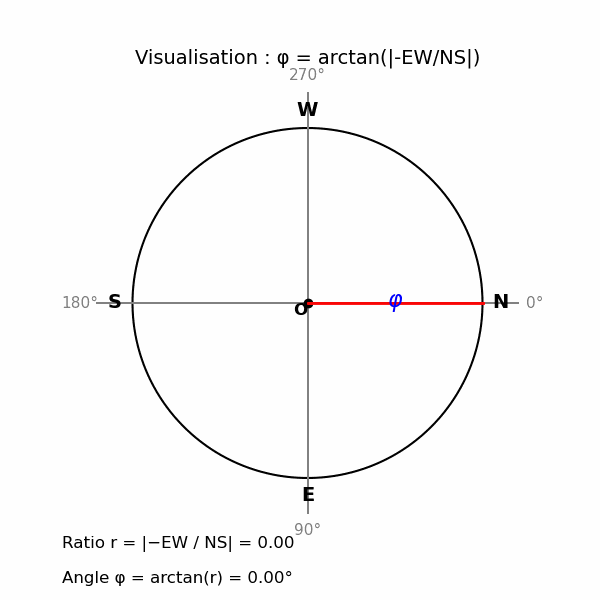 Visualisation : φ = arctan(|-EW/NS|)
270°
W
180°
S
O
φ
N
0°
E
90°
Ratio r = |−EW / NS| = 0.00
Angle φ = arctan(r) = 0.00°